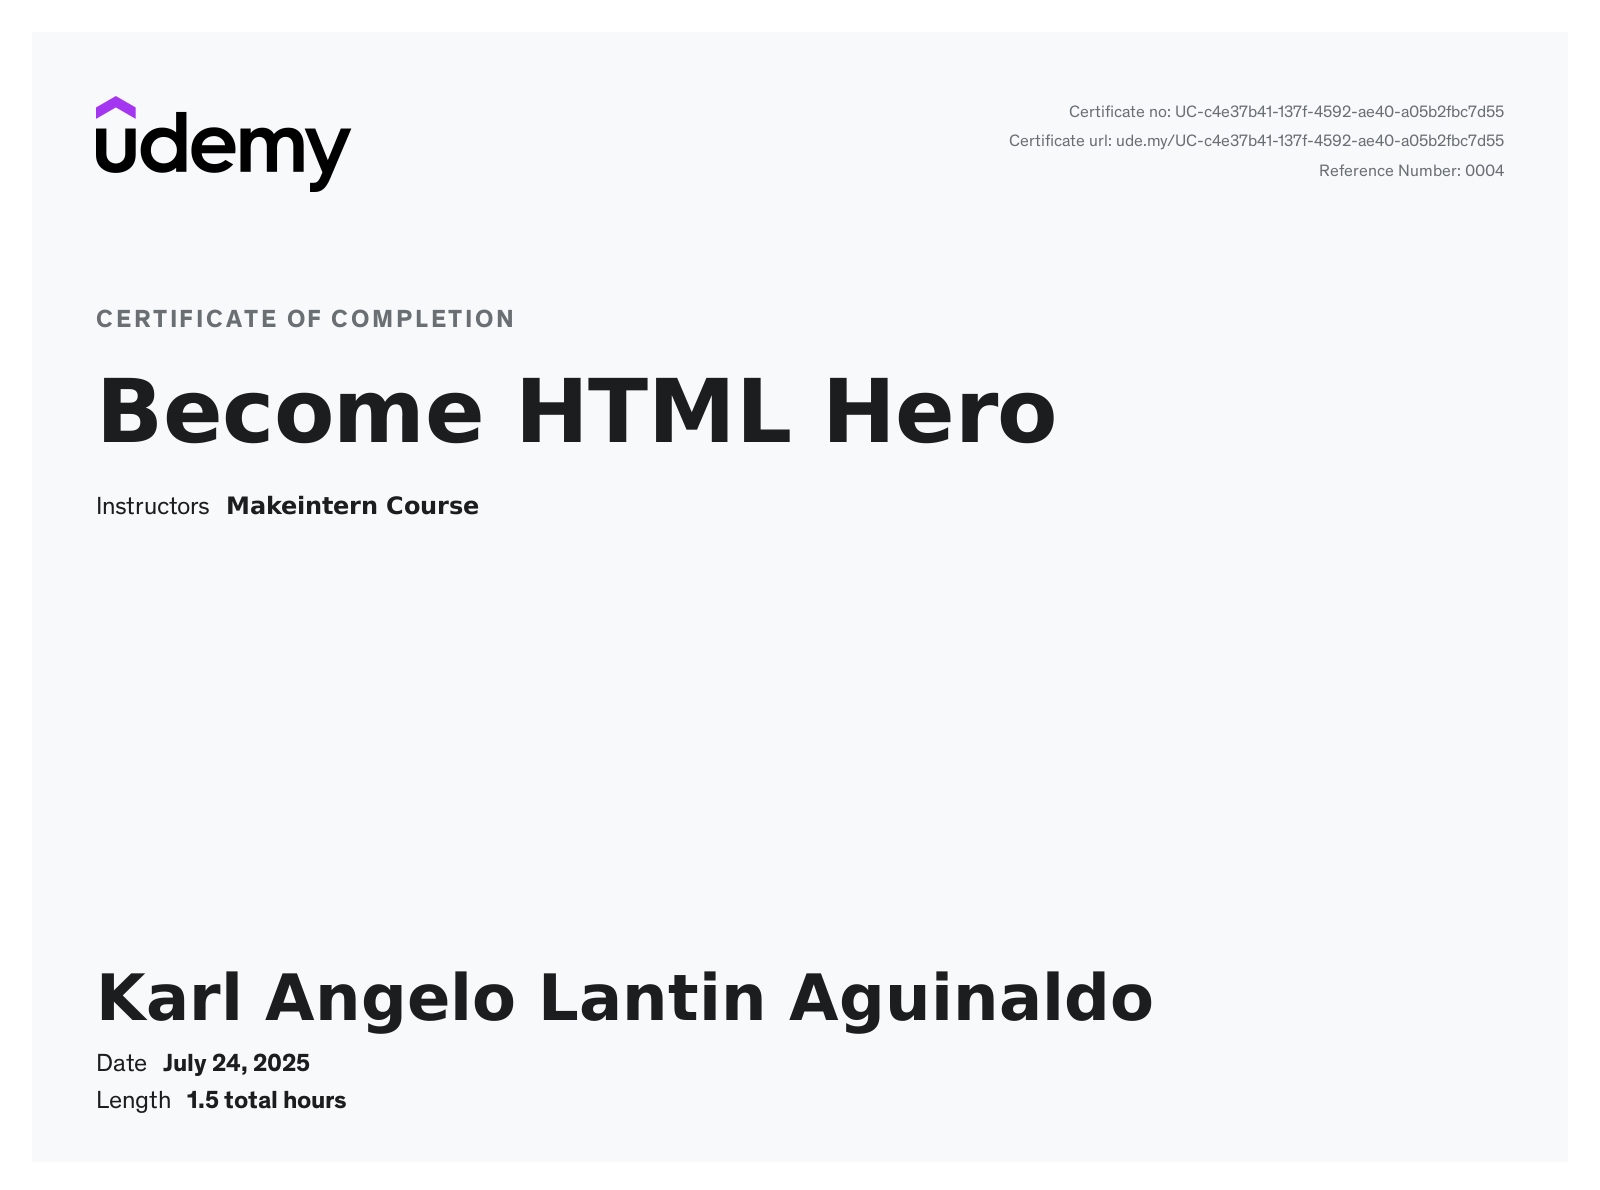 udemy
Certificate no: UC-c4e37b41-137f-4592-ae40-a05b2fbc7d55
Certificate url: ude.my/UC-c4e37b41-137f-4592-ae40-a05b2fbc7d55
Reference Number: 0004
CERTIFICATE OF COMPLETION
Become HTML Hero
Instructors Makeintern Course
Karl Angelo Lantin Aguinaldo
Date July 24, 2025
Length 1.5 total hours